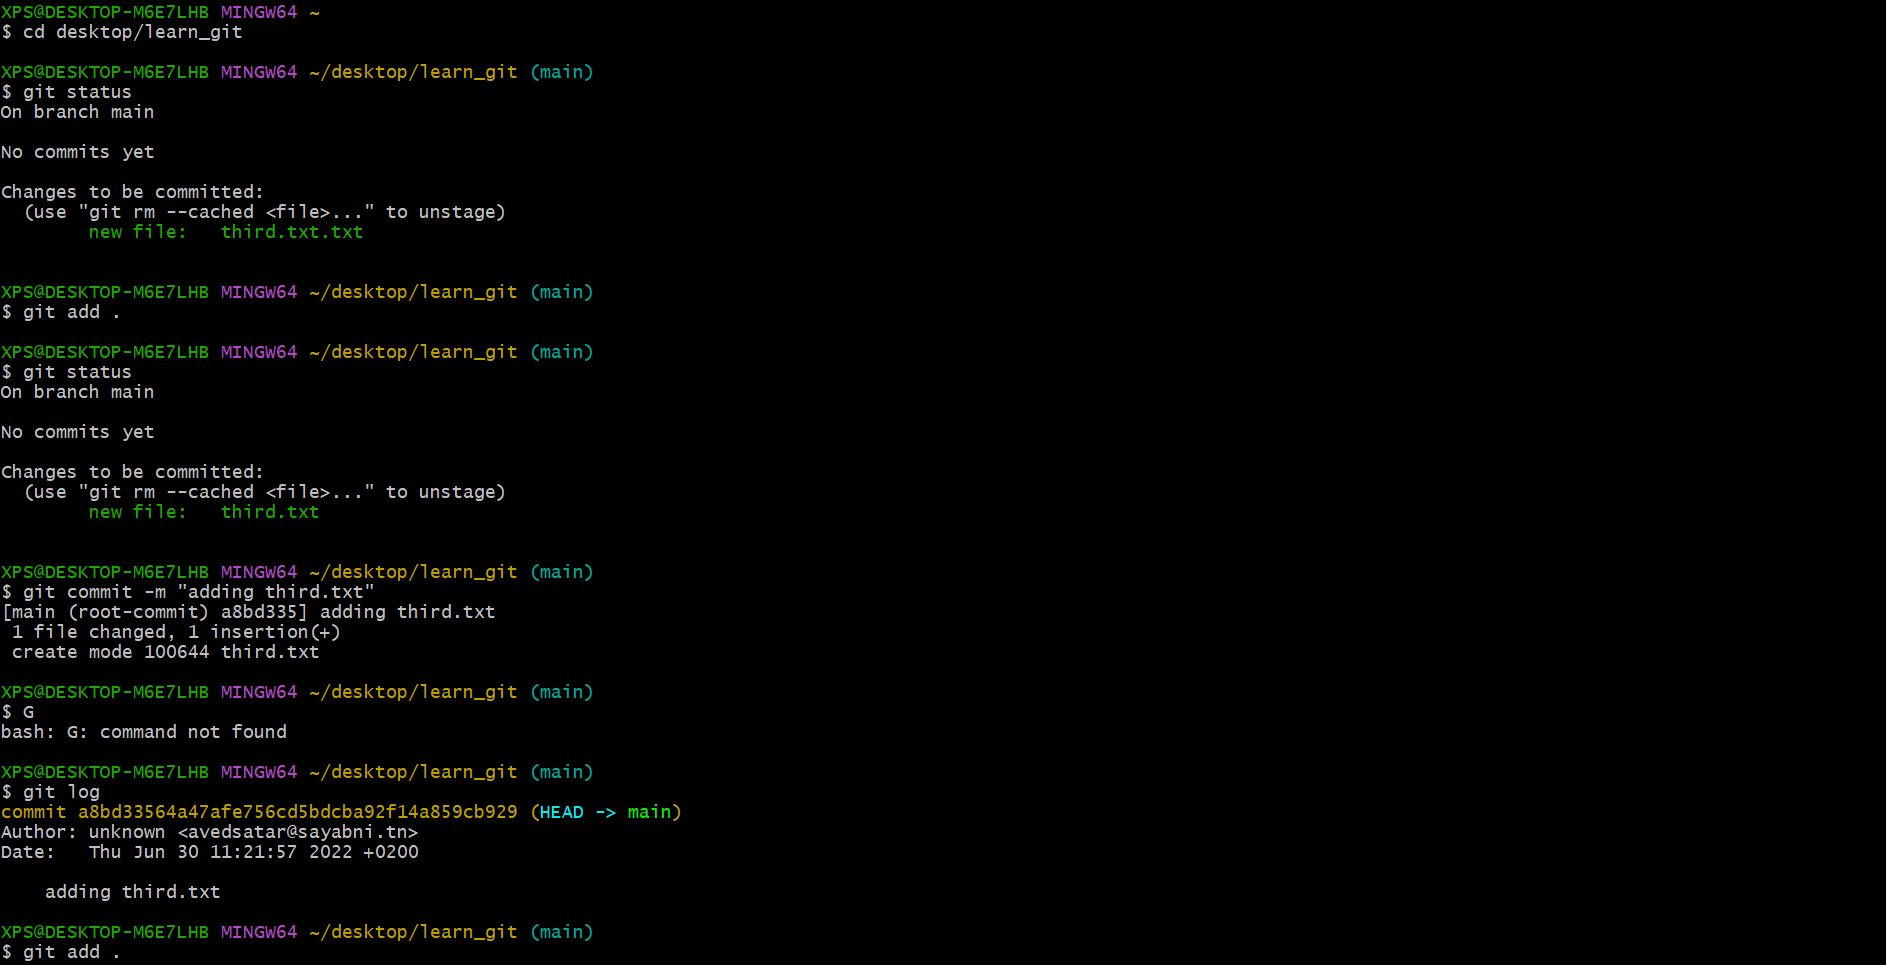 XPS@DESKTOP-M6E7LHB MINGW64 ~
$ cd desktop/learn_git

XPS@DESKTOP-M6E7LHB MINGW64 ~/desktop/learn_git (main)
$ git status
On branch main

No commits yet

Changes to be committed:
  (use "git rm --cached <file>..." to unstage)
        new file:   third.txt.txt


XPS@DESKTOP-M6E7LHB MINGW64 ~/desktop/learn_git (main)
$ git add .

XPS@DESKTOP-M6E7LHB MINGW64 ~/desktop/learn_git (main)
$ git status
On branch main

No commits yet

Changes to be committed:
  (use "git rm --cached <file>..." to unstage)
        new file:   third.txt


XPS@DESKTOP-M6E7LHB MINGW64 ~/desktop/learn_git (main)
$ git commit -m "adding third.txt"
[main (root-commit) a8bd335] adding third.txt
 1 file changed, 1 insertion(+)
 create mode 100644 third.txt

XPS@DESKTOP-M6E7LHB MINGW64 ~/desktop/learn_git (main)
$ G
bash: G: command not found

XPS@DESKTOP-M6E7LHB MINGW64 ~/desktop/learn_git (main)
$ git log
commit a8bd33564a47afe756cd5bdcba92f14a859cb929 (HEAD -> main)
Author: unknown <avedsatar@sayabni.tn>
Date:   Thu Jun 30 11:21:57 2022 +0200

    adding third.txt

XPS@DESKTOP-M6E7LHB MINGW64 ~/desktop/learn_git (main)
$ git add .